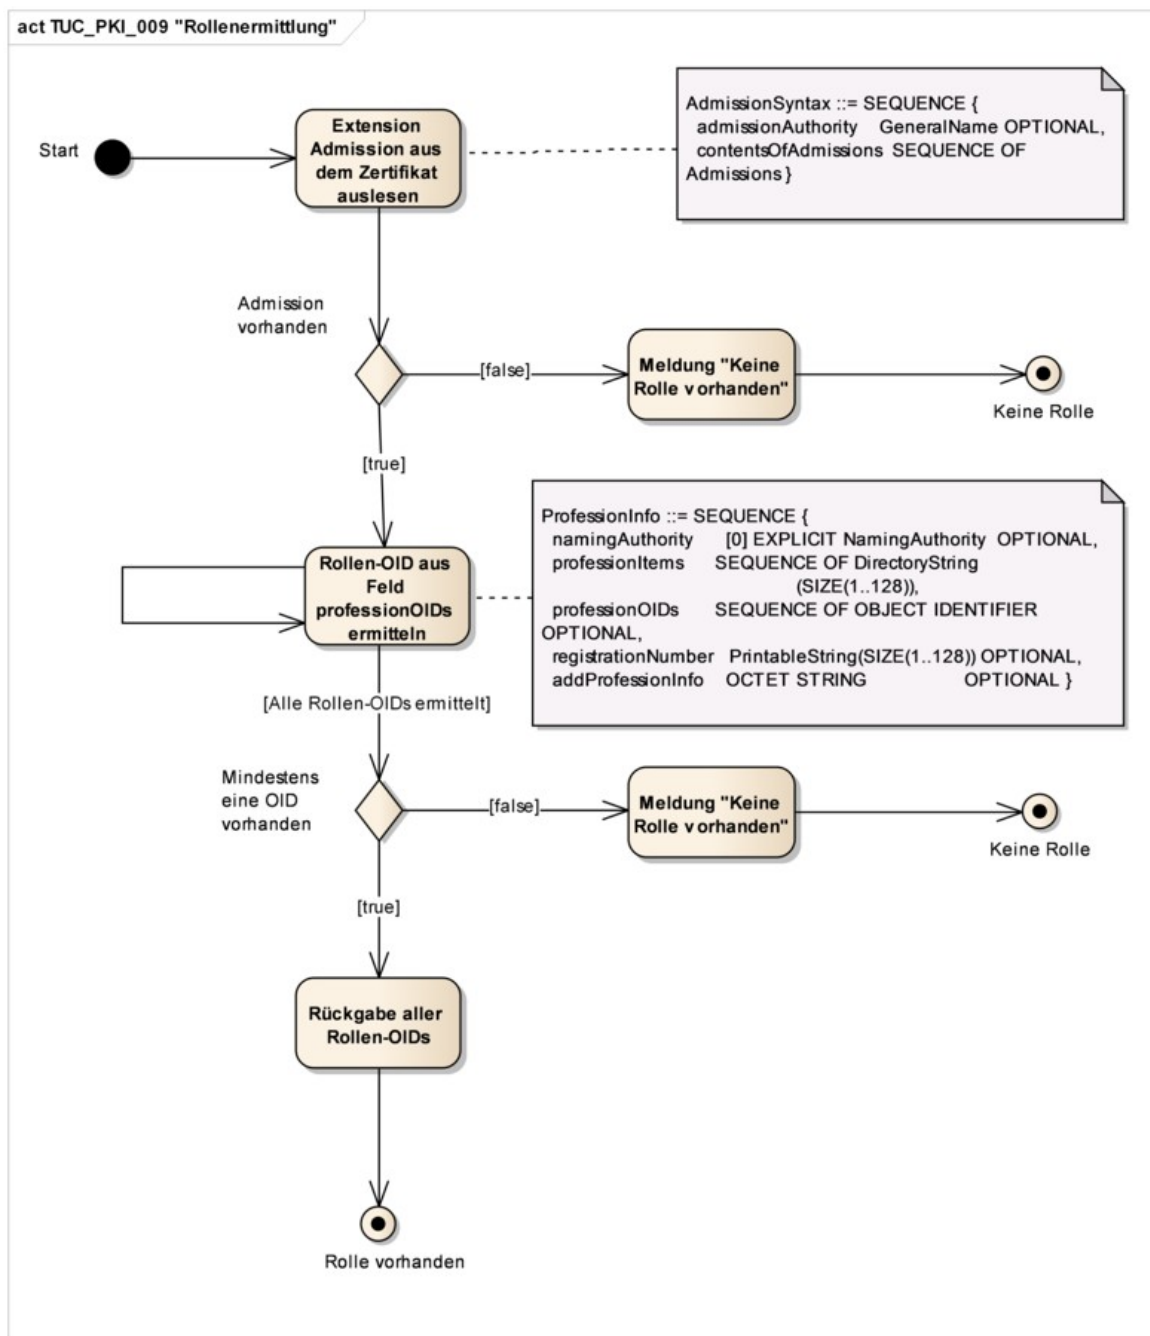 act TUC_PKI_009 "Rollenermittlung"
Start
Extension
Admission aus
dem Zertifikat
auslesen
AdmissionSyntax ::= SEQUENCE {
admissionAuthority GeneralName OPTIONAL,
contentsOfAdmissions SEQUENCE OF
Admissions }
Admission
vorhanden
[false]
Meldung "Keine
Rolle vorhanden"
Keine Rolle
[true]
Rollen-OID aus
Feld
professionOIDs
ermitteln
ProfessionInfo ::= SEQUENCE {
namingAuthority [0] EXPLICIT NamingAuthority OPTIONAL,
professionItems SEQUENCE OF DirectoryString
(SIZE(1..128)),
professionOIDs SEQUENCE OF OBJECT IDENTIFIER
OPTIONAL,
registrationNumber PrintableString(SIZE(1..128)) OPTIONAL,
addProfessionInfo OCTET STRING OPTIONAL }
[Alle Rollen-OIDs ermittelt]
Mindestens
eine OID
vorhanden
[false]
Meldung "Keine
Rolle vorhanden"
Keine Rolle
[true]
Rückgabe aller
Rollen-OIDs
Rolle vorhanden